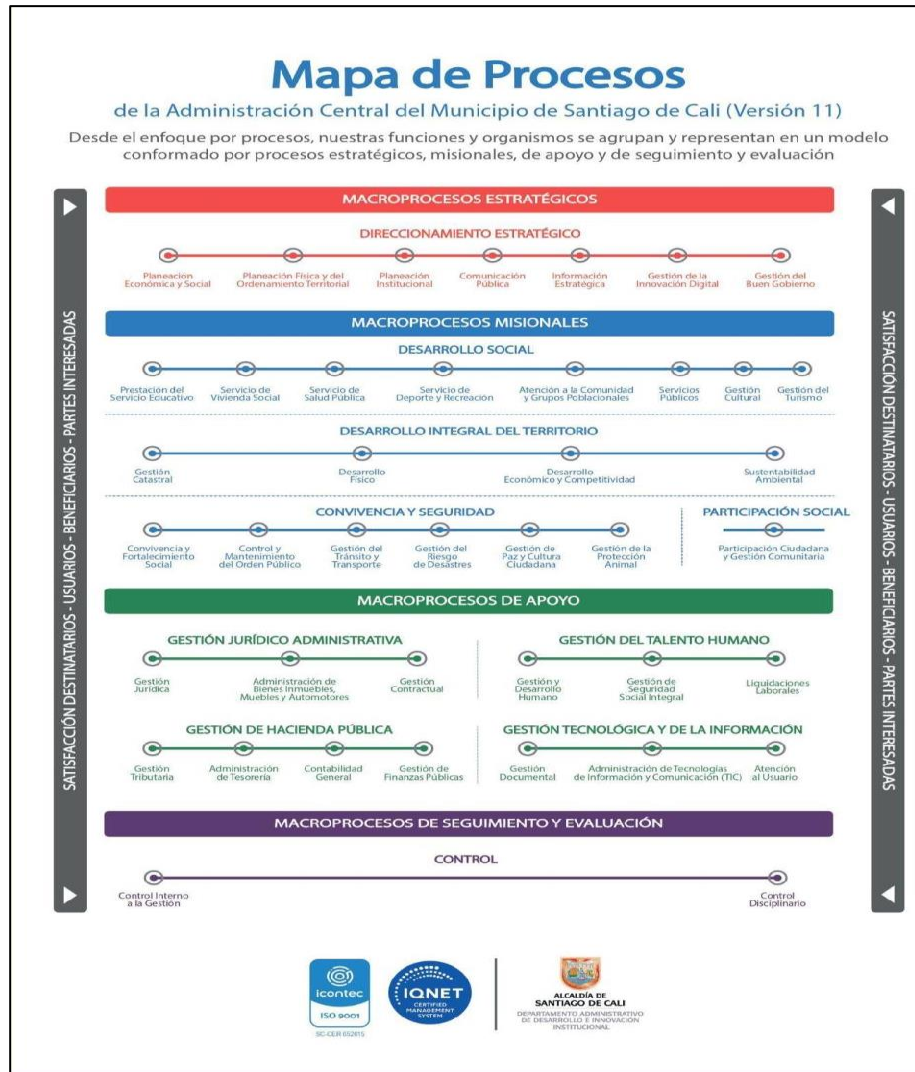 Mapa de Procesos
de la Administración Central del Municipio de Santiago de Cali (Versión 11)
Desde el enfoque por procesos, nuestras funciones y organismos se agrupan y representan en un modelo
conformado por procesos estratégicos, misionales, de apoyo y de seguimiento y evaluación
SATISFACCIÓN DESTINATARIOS - USUARIOS - BENEFICIARIOS - PARTES INTERESADAS
MACROPROCESOS ESTRATÉGICOS
DIRECCIONAMIENTO ESTRATÉGICO
Planeacion
Económica y Social
Planeación Física y del
Ordenamiento Territorial
Planeación
Institucional
Comunicación
Pública
Información
Estratégica
Gestión de la
Innovación Digital
Gestión del
Buen Gobierno
MACROPROCESOS MISIONALES
DESARROLLO SOCIAL
Prestación del
Servicio Educativo
Servicio de
Vivienda Social
Servicio de
Salud Pública
Servicio de
Deporte y Recreación
Atención a la Comunidad
y Grupos Poblacionales
Servicios
Públicos
Gestión
Cultural
Gestión del
Turismo
DESARROLLO INTEGRAL DEL TERRITORIO
Gestión
Catastral
Desarrollo
Físico
Desarrollo
Económico y Competitividad
Sustentabilidad
Ambiental
CONVIVENCIA Y SEGURIDAD
Convivencia y
Fortalecimiento
Social
Control y
Mantenimiento
del Orden Público
Gestión del
Tránsito y
Transporte
Gestión del
Riesgo
de Desastres
Gestión de
Paz y Cultura
Ciudadana
Gestión de la
Protección
Animal
PARTICIPACIÓN SOCIAL
Participación Ciudadana
y Gestión Comunitaria
MACROPROCESOS DE APOYO
GESTIÓN JURÍDICO ADMINISTRATIVA
Gestión
Jurídica
Administración de
Bienes Inmuebles,
Muebles y Automotores
Gestión
Contractual
GESTIÓN DEL TALENTO HUMANO
Gestión y
Desarrollo
Humano
Gestión de
Seguridad
Social Integral
Liquidaciones
Laborales
GESTIÓN DE HACIENDA PÚBLICA
Gestión
Tributaria
Administración
de Tesorería
Contabilidad
General
Gestión de
Finanzas Públicas
GESTIÓN TECNOLÓGICA Y DE LA INFORMACIÓN
Gestión
Documental
Administración de Tecnologías
de Información y Comunicación (TIC)
Atención
al Usuario
MACROPROCESOS DE SEGUIMIENTO Y EVALUACIÓN
CONTROL
Control Interno
a la Gestión
Control
Disciplinario
SATISFACCIÓN DESTINATARIOS - USUARIOS - BENEFICIARIOS - PARTES INTERESADAS
icontec
ISO 9001
IQNET
CERTIFIED
MANAGEMENT
SYSTEM
ALCALDÍA DE
SANTIAGO DE CALI
DEPARTAMENTO ADMINISTRATIVO
DE DESARROLLO E INNOVACIÓN
INSTITUCIONAL